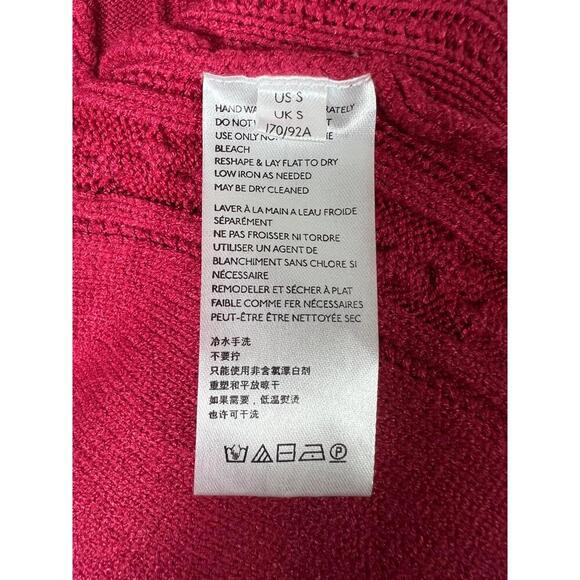 US S
UK S
170/92A
HAND WA
DO NOT
USE ONLY
BLEACH
RESHAPE & LAY FLAT TO DRY
LOW IRON AS NEEDED
MAY BE DRY CLEANED
LAVER À LA MAIN A LEAU FROIDE
SÉPARÉMENT
NE PAS FROISSER NI TORDRE
UTILISER UN AGENT DE
BLANCHIMENT SANS CHLORE SI
NÉCESSAIRE
REMODELER ET SÉCHER À PLAT
FAIBLE COMME FER NÉCESSAIRES
PEUT-ÊTRE ÊTRE NETTOYÉE SEC
冷水手洗
不要拧
只能使用非含氯漂白剂
重塑和平放晾干
如果需要，低温熨烫
也许可干洗
P